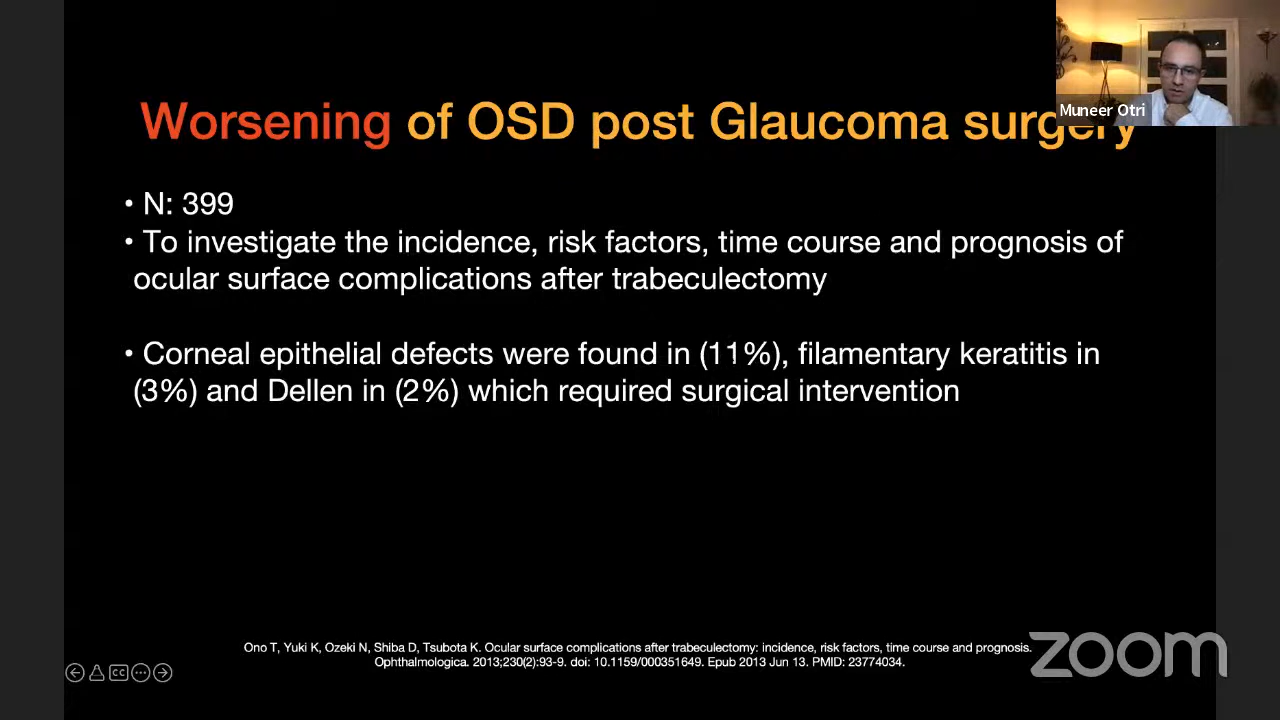 Muneer Otri
Worsening of OSD post Glaucoma surgery
• N: 399
• To investigate the incidence, risk factors, time course and prognosis of
ocular surface complications after trabeculectomy
• Corneal epithelial defects were found in (11%), filamentary keratitis in
(3%) and Dellen in (2%) which required surgical intervention
Ono T, Yuki K, Ozeki N, Shiba D, Tsubota K. Ocular surface complications after trabeculectomy: incidence, risk factors, time course and prognosis.
Ophthalmologica. 2013;230(2):93-9. doi: 10.1159/000351649. Epub 2013 Jun 13. PMID: 23774034.
CC
zoom